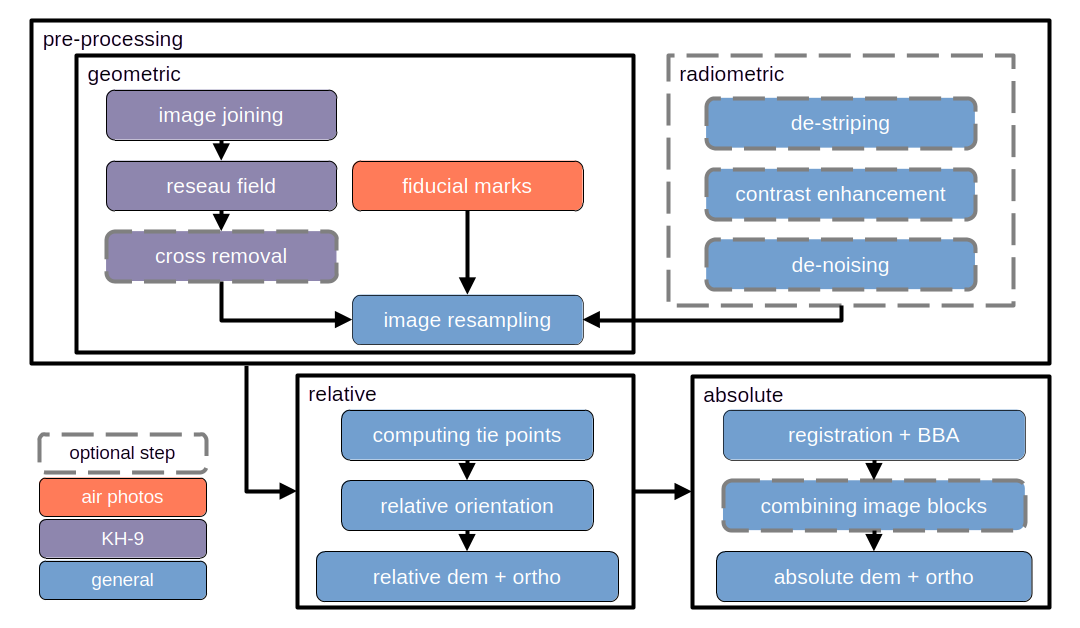 pre-processing
geometric
image joining
reseau field
cross removal
fiducial marks
image resampling
radiometric
de-striping
contrast enhancement
de-noising
relative
computing tie points
relative orientation
relative dem + ortho
absolute
registration + BBA
combining image blocks
absolute dem + ortho
optional step
air photos
KH-9
general